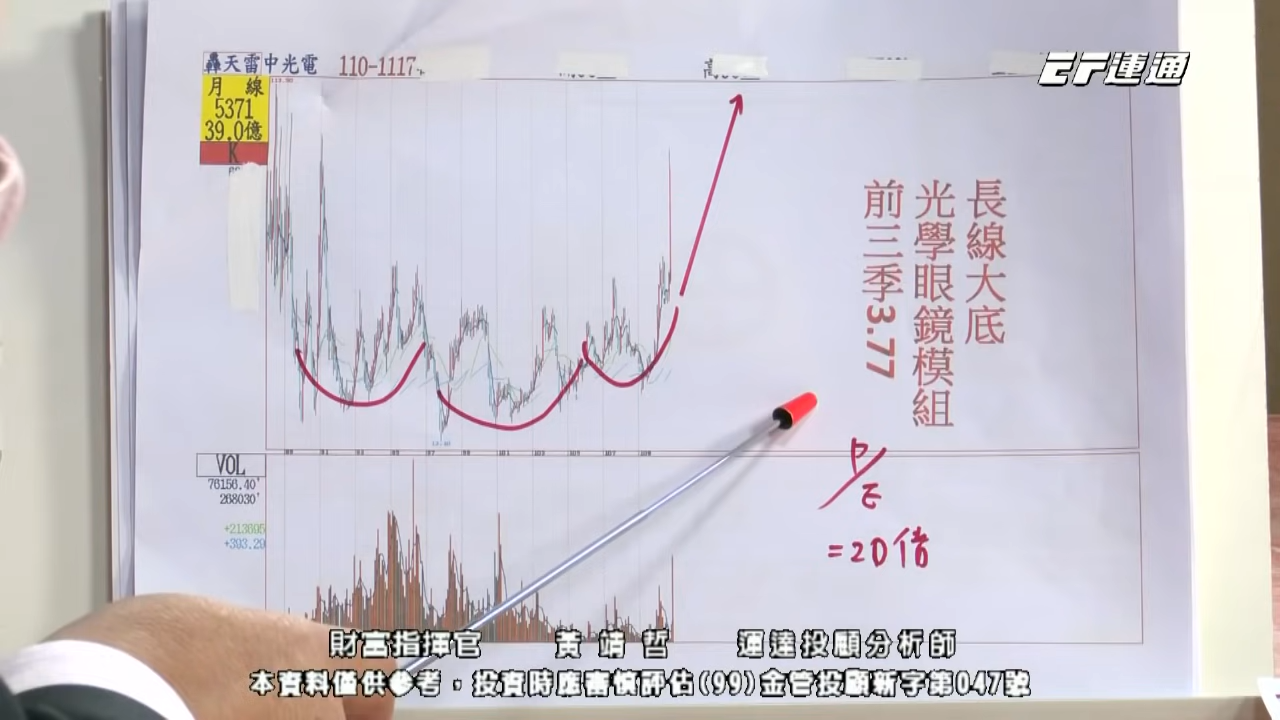 轟天雷中光電 110-1117
EF運通
月線
5371
39.0億
K
長線大底
光學眼鏡模組
前三季3.77
P/E
=20倍
VOL
76156.40
268030
+213695
+393.29
財富指揮官 黃靖哲 運達投顧分析師
本資料僅供參考，投資時應審慎評估(99)金管投顧新字第047號